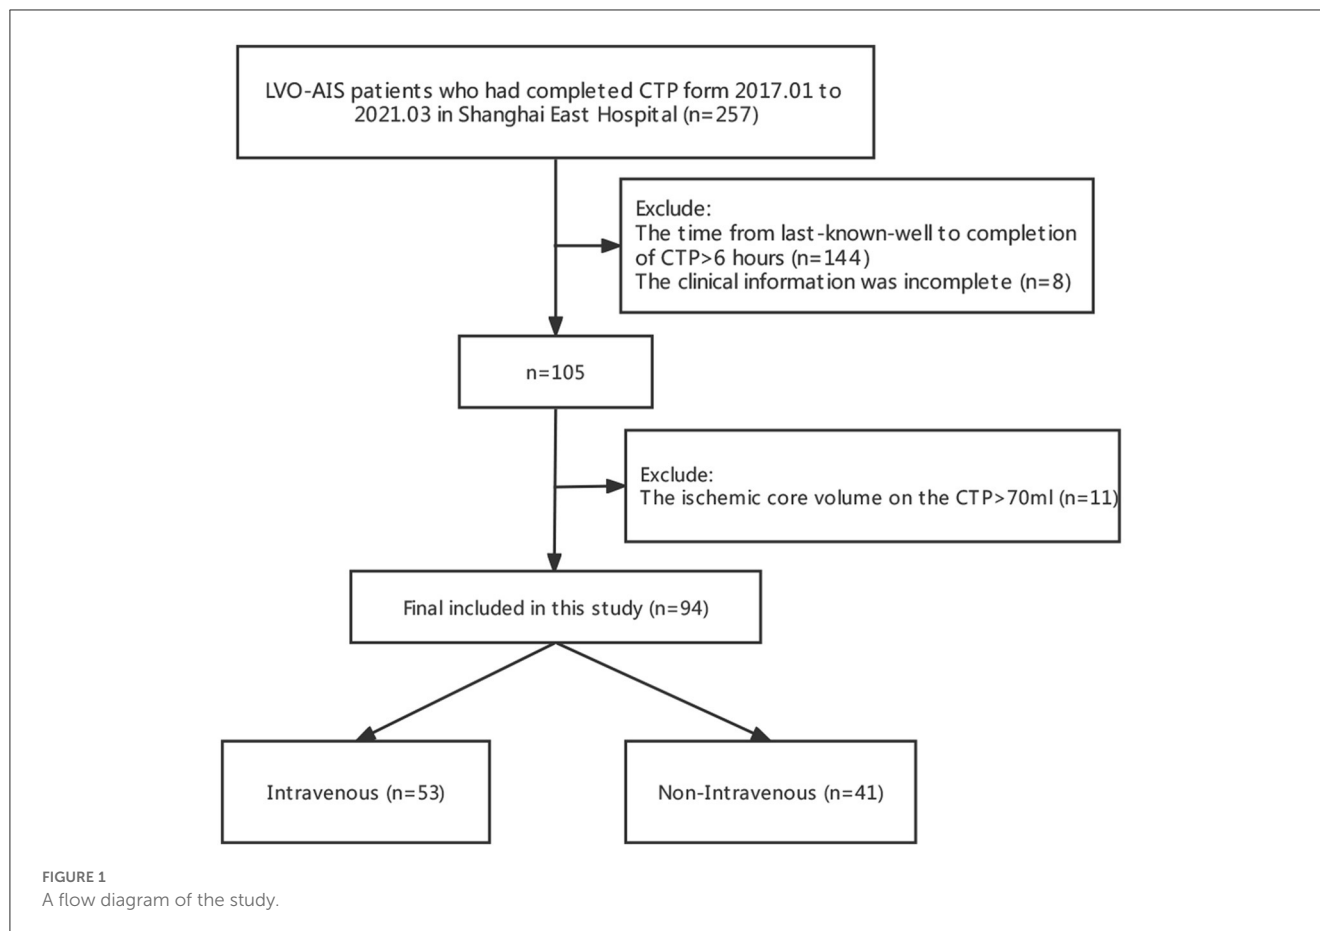 LVO-AIS patients who had completed CTP form 2017.01 to
2021.03 in Shanghai East Hospital (n=257)
Exclude:
The time from last-known-well to completion
of CTP>6 hours (n=144)
The clinical information was incomplete (n=8)
n=105
Exclude:
The ischemic core volume on the CTP>70ml (n=11)
Final included in this study (n=94)
Intravenous (n=53)
Non-Intravenous (n=41)
FIGURE 1
A flow diagram of the study.